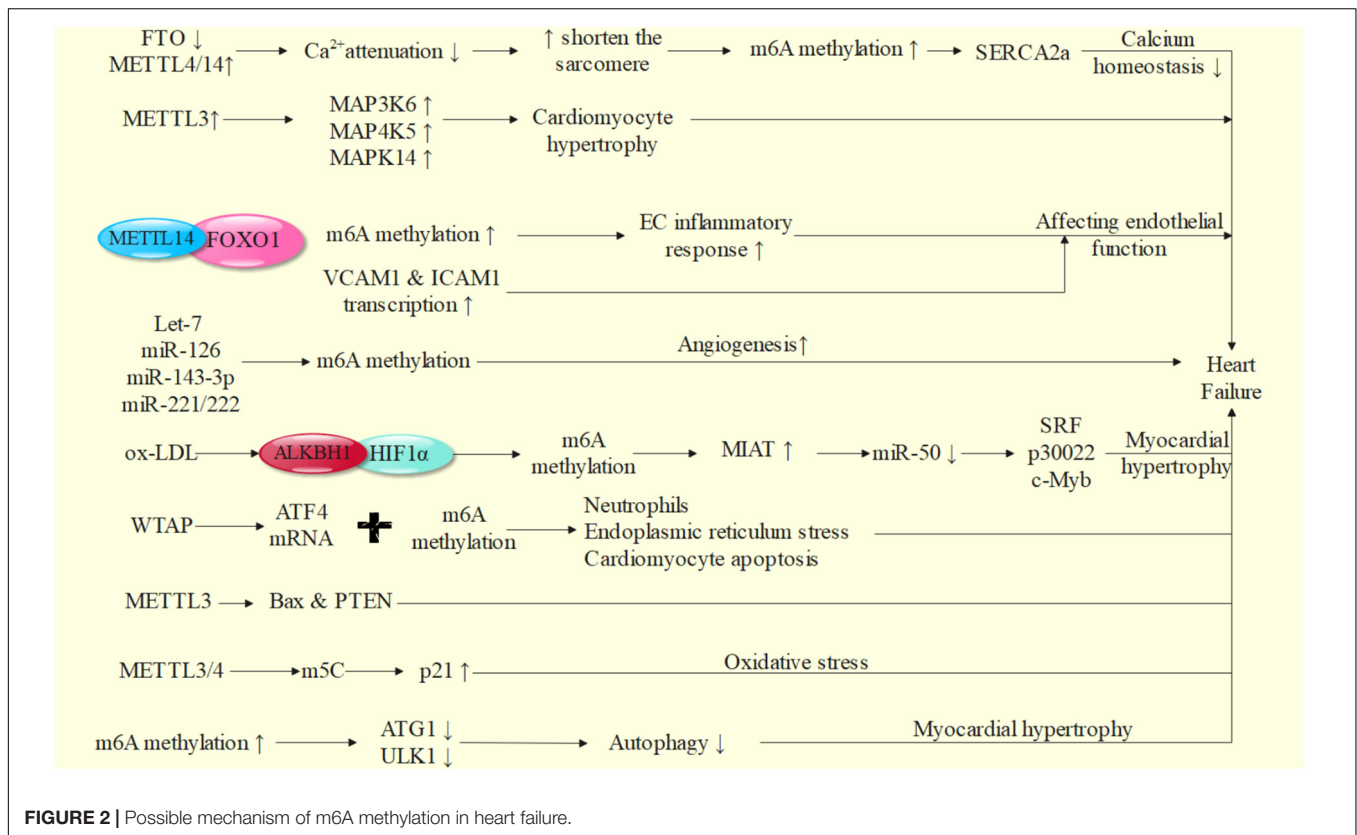 FTO ↓
METTL4/14↑
Ca²⁺attenuation ↓
↑ shorten the
sarcomere
m6A methylation ↑
SERCA2a
Calcium
homeostasis ↓
METTL3↑
MAP3K6 ↑
MAP4K5 ↑
MAPK14 ↑
Cardiomyocyte
hypertrophy
METTL14
FOXO1
m6A methylation ↑
EC inflammatory
response ↑
Affecting endothelial
function
VCAM1 & ICAM1
transcription ↑
Let-7
miR-126
miR-143-3p
miR-221/222
m6A methylation
Angiogenesis↑
Heart
Failure
ox-LDL
ALKBH1
HIF1α
m6A
methylation
MIAT ↑
miR-50 ↓
SRF
p30022
c-Myb
Myocardial
hypertrophy
WTAP
ATF4
mRNA
+
m6A
methylation
Neutrophils
Endoplasmic reticulum stress
Cardiomyocyte apoptosis
METTL3
Bax & PTEN
METTL3/4
m5C
p21 ↑
Oxidative stress
m6A methylation ↑
ATG1 ↓
ULK1 ↓
Autophagy ↓
Myocardial hypertrophy
FIGURE 2 | Possible mechanism of m6A methylation in heart failure.